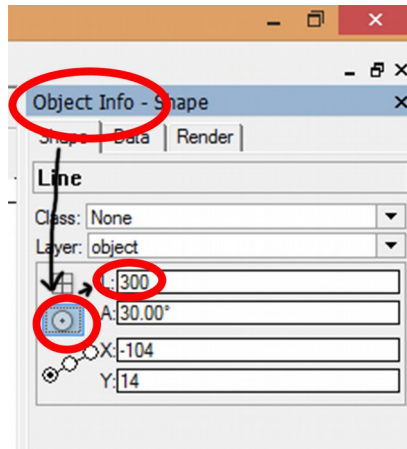 Object Info - Shape
Shape Data Render
Line
Class: None
Layer: object
L: 300
A: 30.00°
X: -104
Y: 14